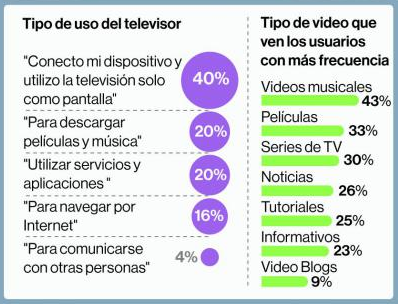 Tipo de uso del televisor
"Conecto mi dispositivo y
utilizo la televisión solo
como pantalla"
40%
"Para descargar
películas y música"
20%
"Utilizar servicios y
aplicaciones "
20%
"Para navegar por
Internet"
16%
"Para comunicarse
con otras personas"
4%
Tipo de video que
ven los usuarios
con más frecuencia
Videos musicales
43%
Películas
33%
Series de TV
30%
Noticias
26%
Tutoriales
25%
Informativos
23%
Video Blogs
9%